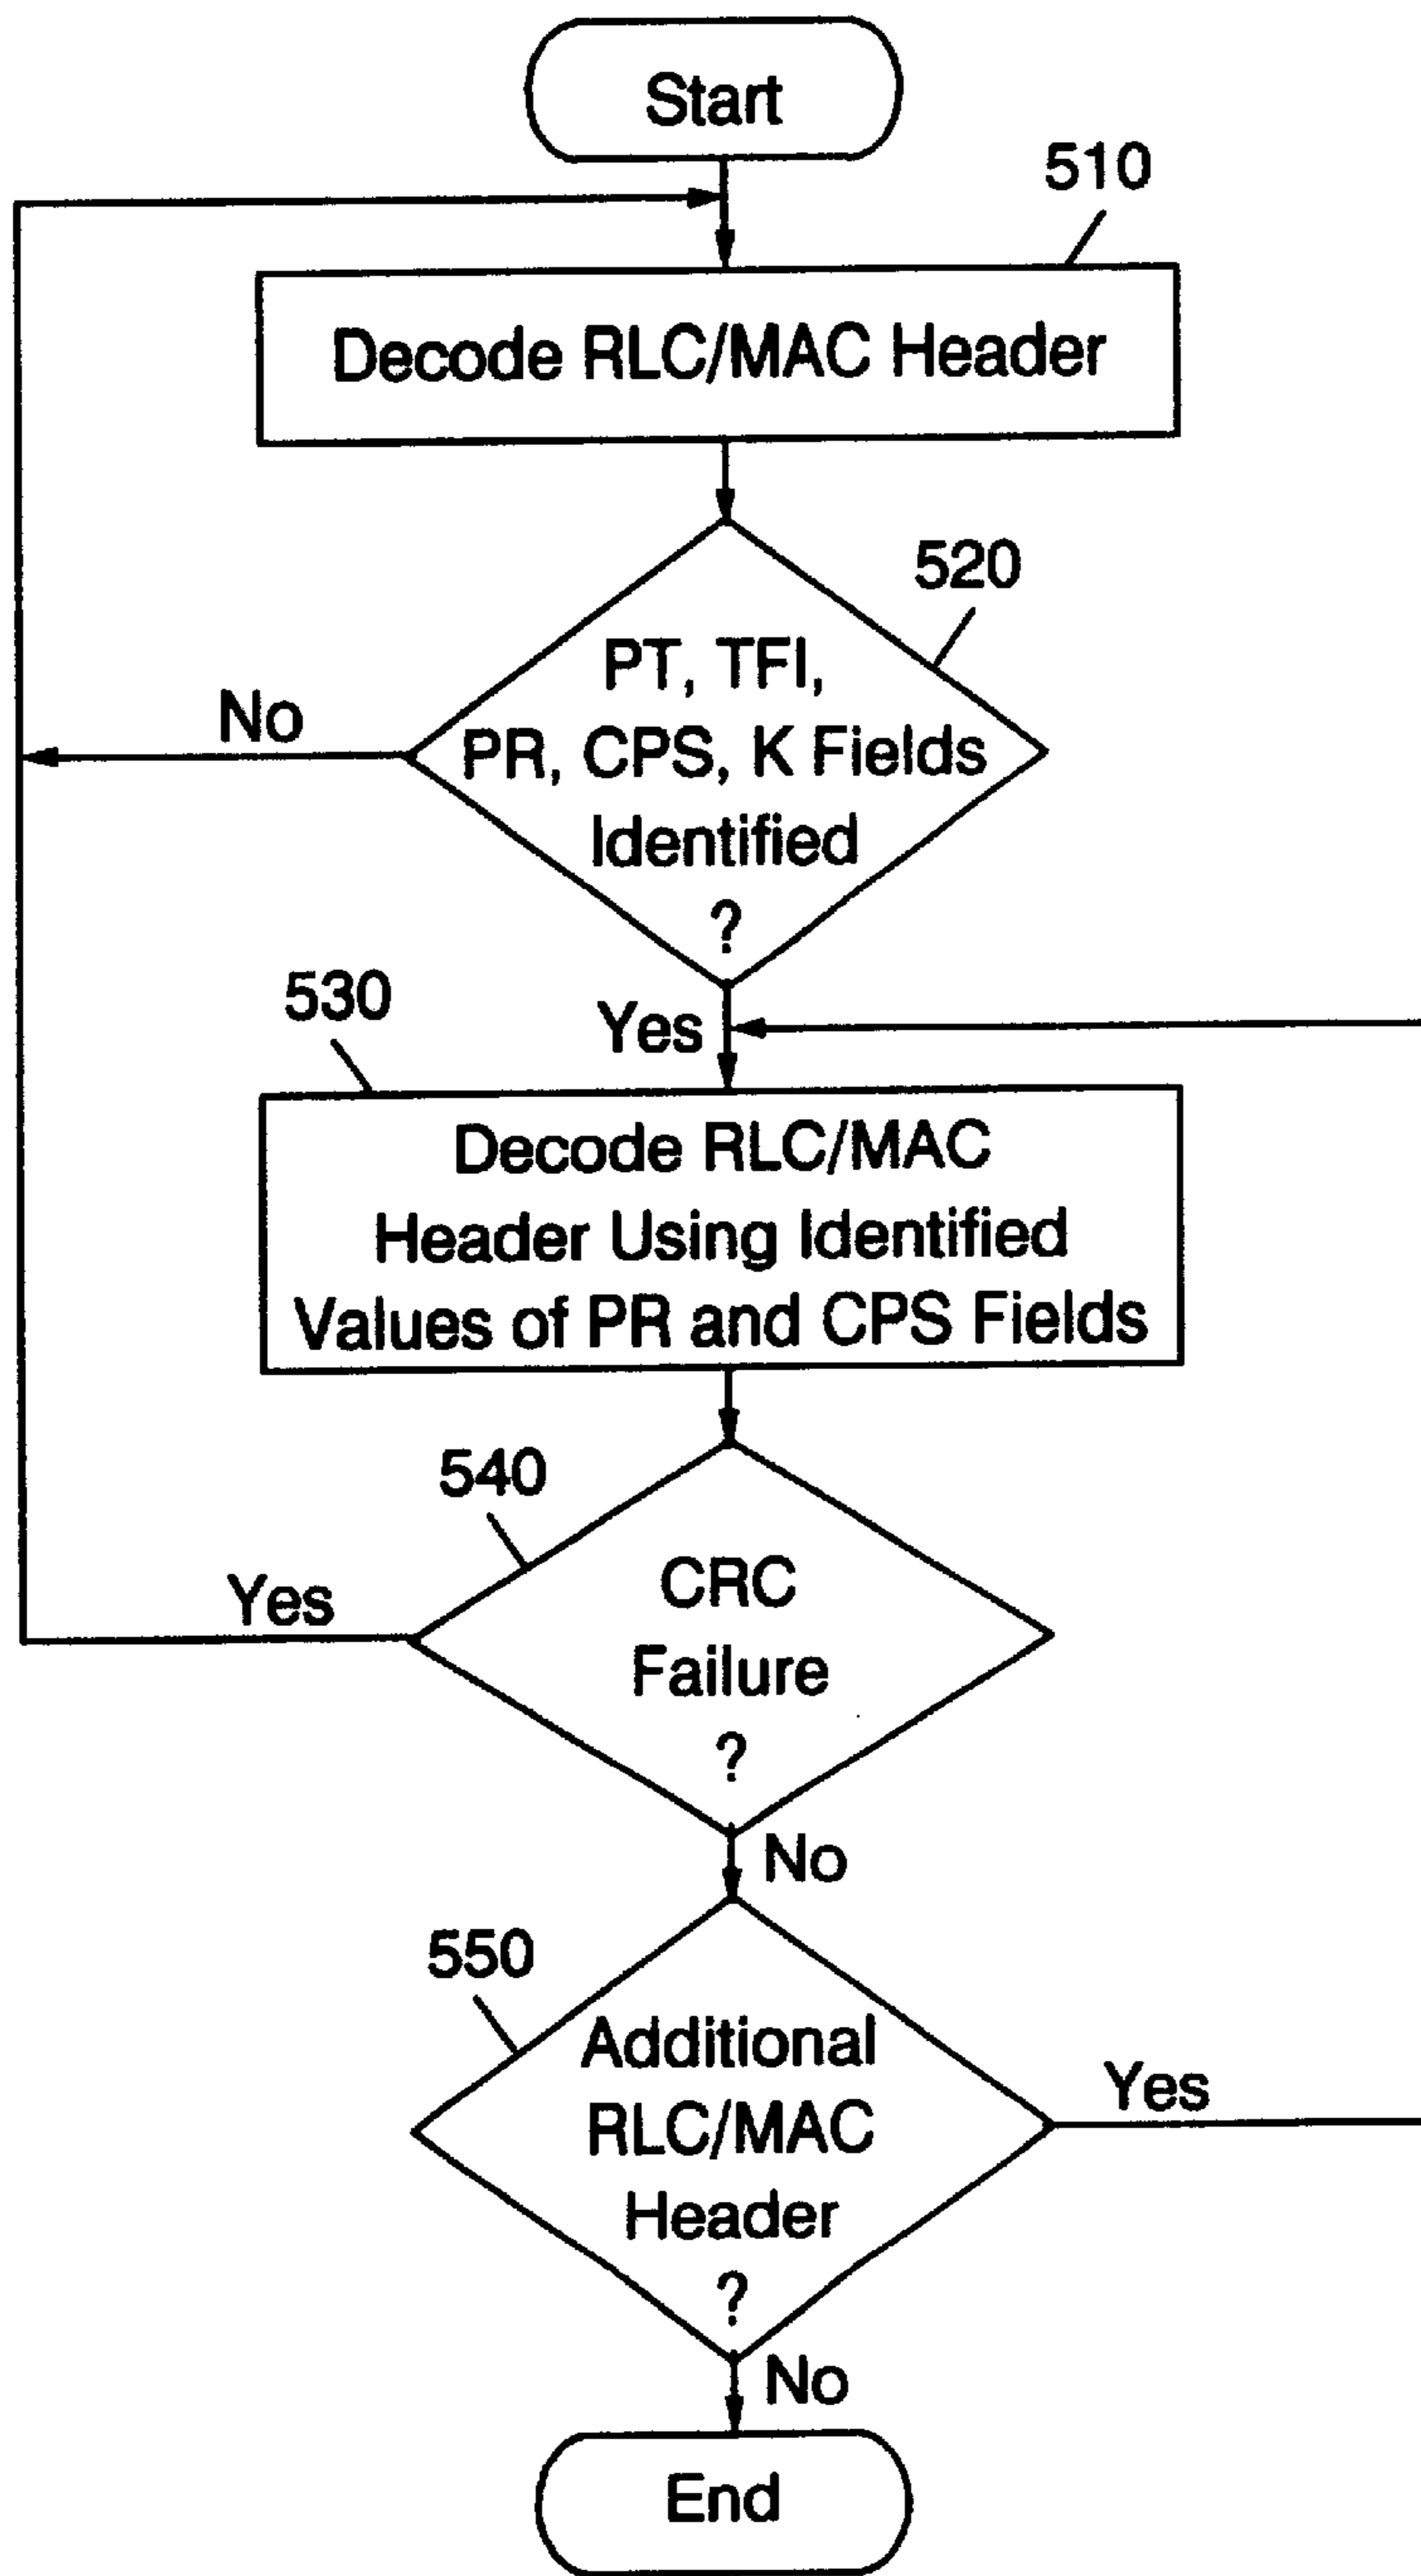 Start
510
Decode RLC/MAC Header
520
PT, TFI,
PR, CPS, K Fields
Identified
?
No
Yes
530
Decode RLC/MAC
Header Using Identified
Values of PR and CPS Fields
540
CRC
Failure
?
Yes
No
550
Additional
RLC/MAC
Header
?
Yes
No
End